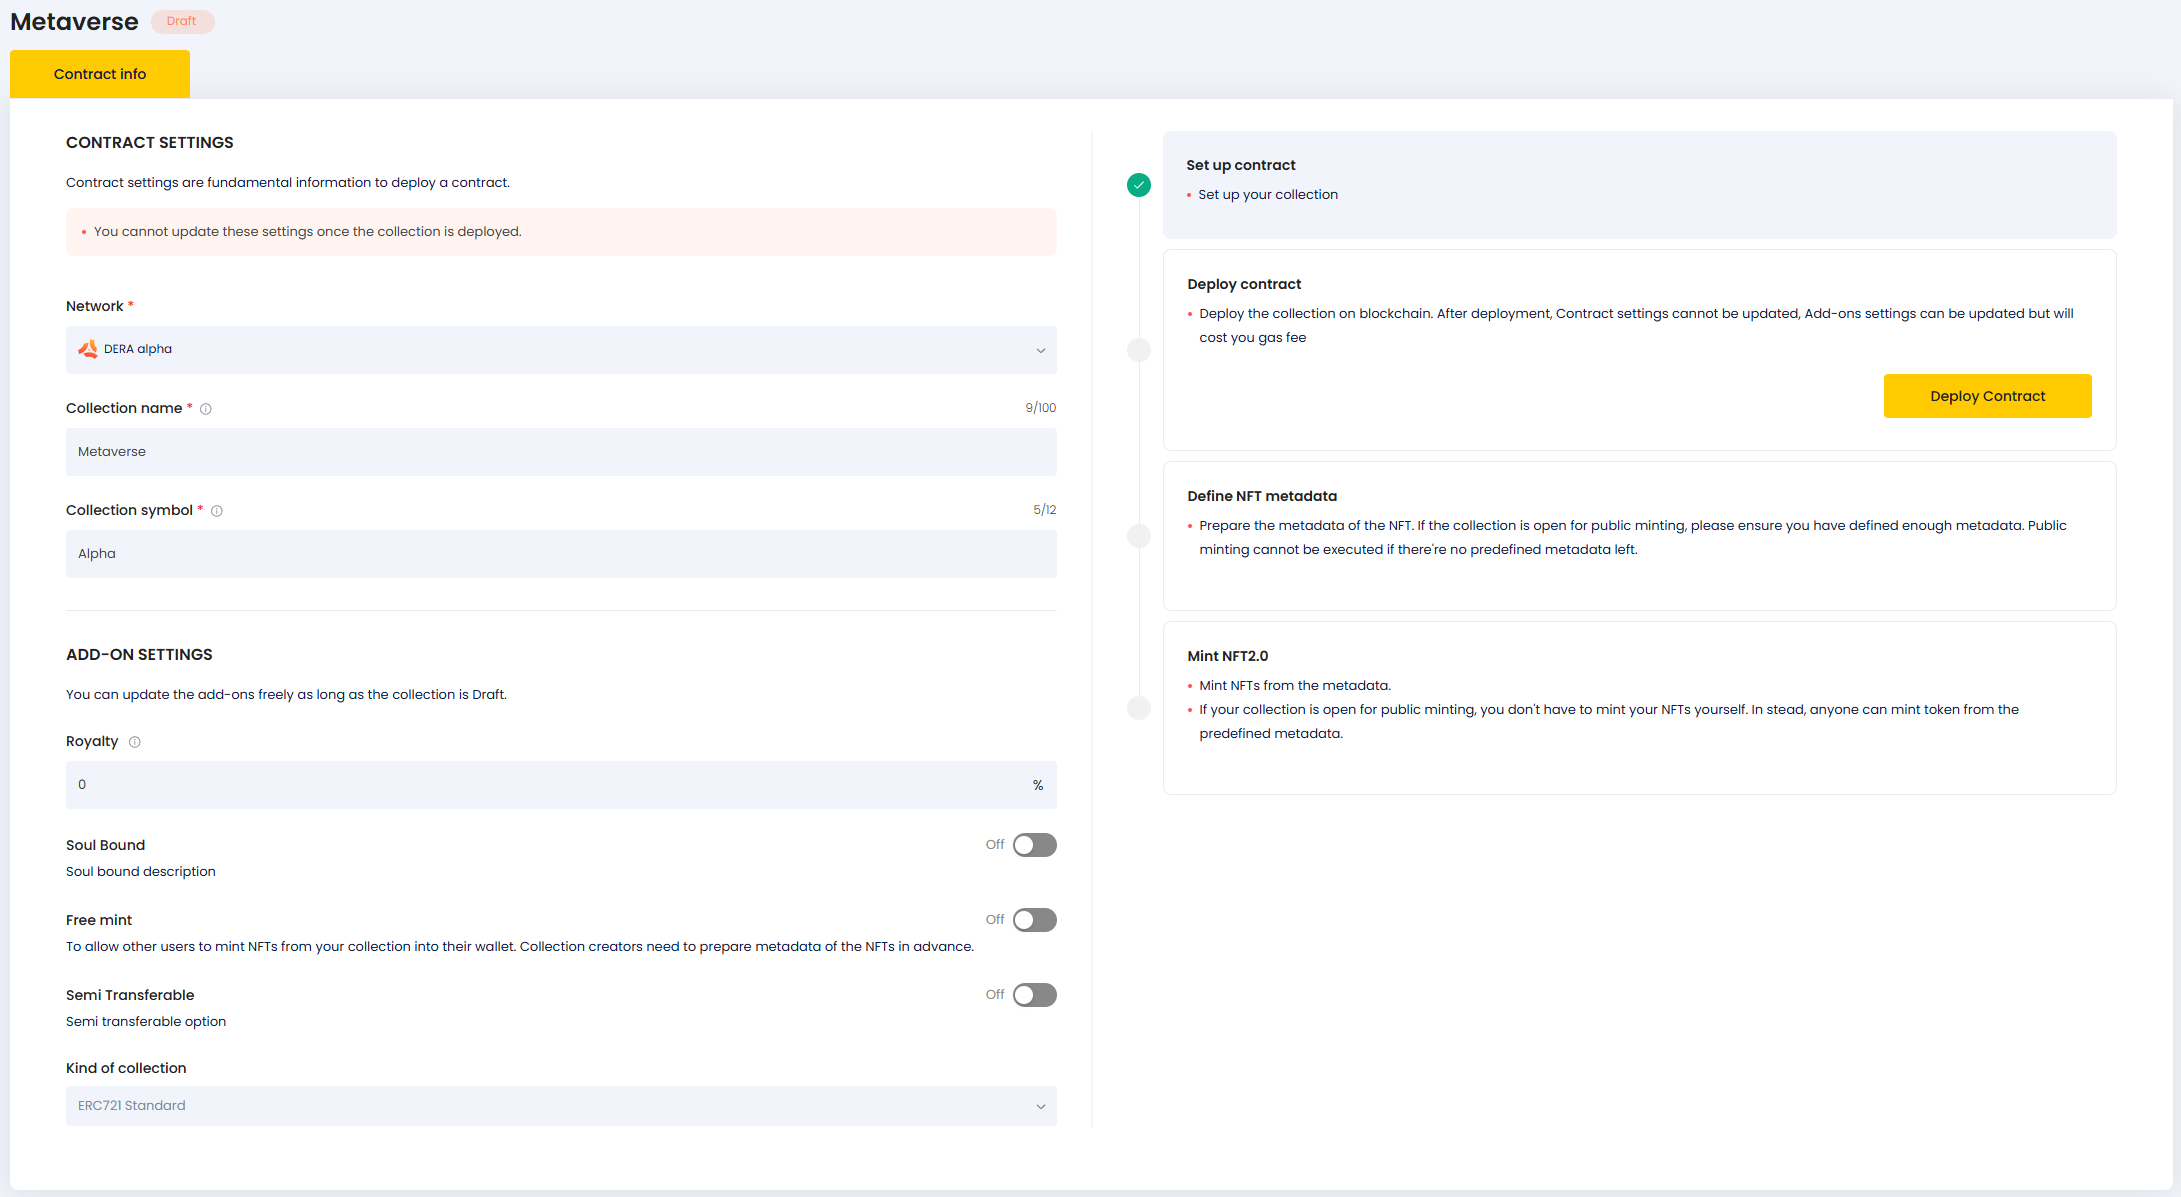 Metaverse
Draft
Contract info
CONTRACT SETTINGS
Contract settings are fundamental information to deploy a contract.
You cannot update these settings once the collection is deployed.
Network *
DERA alpha
Collection name *
9/100
Metaverse
Collection symbol *
5/12
Alpha
ADD-ON SETTINGS
You can update the add-ons freely as long as the collection is Draft.
Royalty
0
%
Soul Bound
Off
Soul bound description
Free mint
Off
To allow other users to mint NFTs from your collection into their wallet. Collection creators need to prepare metadata of the NFTs in advance.
Semi Transferable
Off
Semi transferable option
Kind of collection
ERC721 Standard
Set up contract
Set up your collection
Deploy contract
Deploy the collection on blockchain. After deployment, Contract settings cannot be updated, Add-ons settings can be updated but will
cost you gas fee
Deploy Contract
Define NFT metadata
Prepare the metadata of the NFT. If the collection is open for public minting, please ensure you have defined enough metadata. Public
minting cannot be executed if there're no predefined metadata left.
Mint NFT2.0
Mint NFTs from the metadata.
If your collection is open for public minting, you don't have to mint your NFTs yourself. In stead, anyone can mint token from the
predefined metadata.